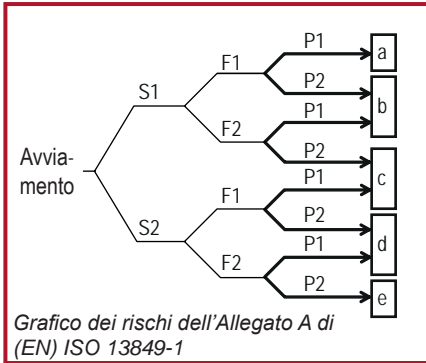 P1
a
F1
P2
S1
P1
b
F2
P2
Avvia-
mento
c
F1
P1
P2
S2
P1
d
F2
P2
e
Grafico dei rischi dell'Allegato A di
(EN) ISO 13849-1